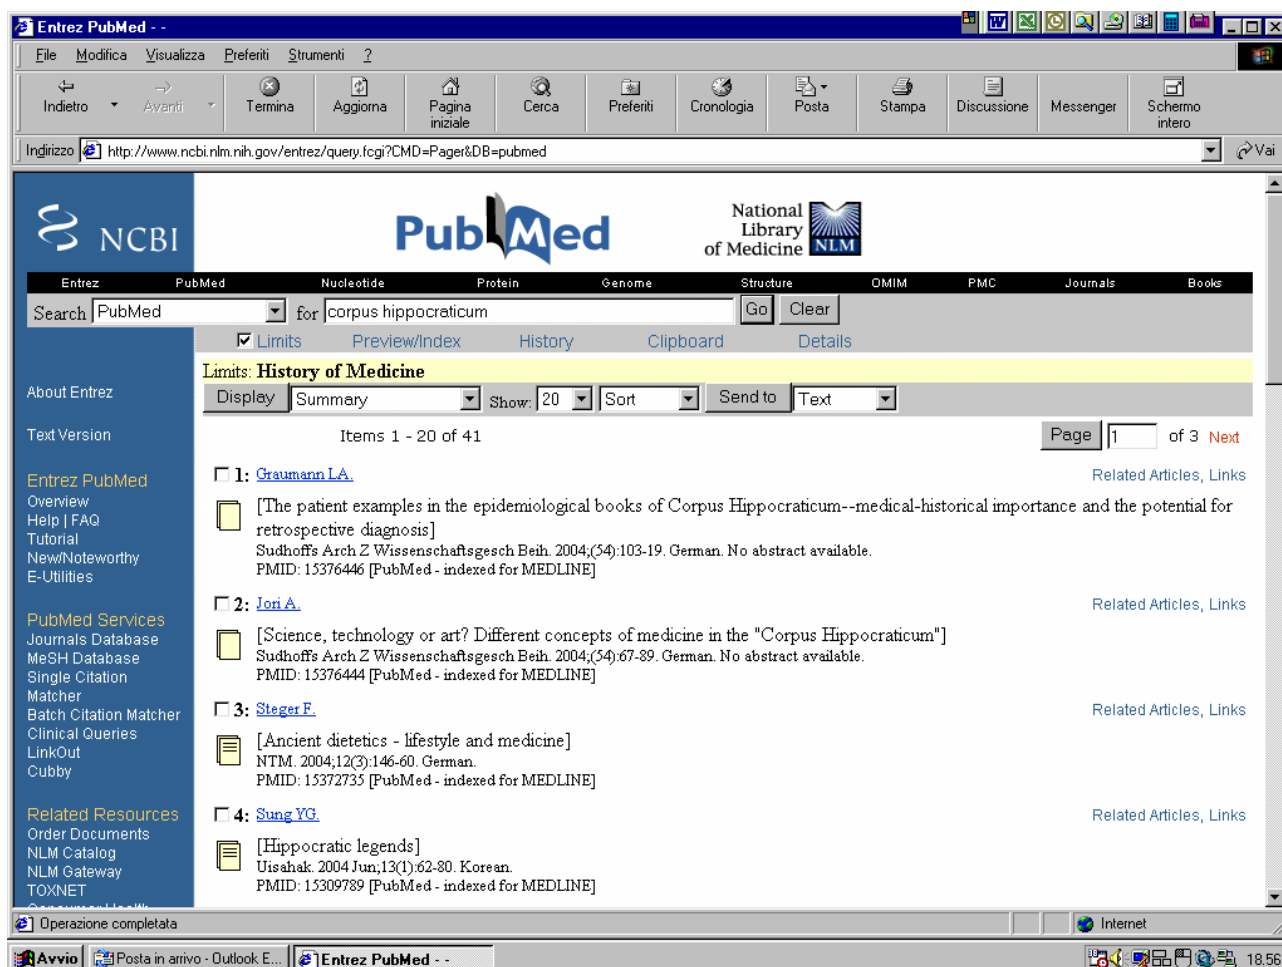 Entrez PubMed - -
File Modifica Visualizza Preferiti Strumenti ?
Indietro Avanti Termina Aggiorna Pagina iniziale Cerca Preferiti Cronologia Posta Stampa Discussione Messenger Schermo intero
Indirizzo http://www.ncbi.nlm.nih.gov/entrez/query.fcgi?CMD=Pager&DB=pubmed Vai
NCBI
PubMed
National
Library
of Medicine NLM
Entrez PubMed Nucleotide Protein Genome Structure OMIM PMC Journals Books
Search PubMed for corpus hippocraticum Go Clear
Limits Preview/Index History Clipboard Details
Limits: History of Medicine
Display Summary Show: 20 Sort Send to Text
Items 1 - 20 of 41
Page 1 of 3 Next
About Entrez
Text Version
Entrez PubMed
Overview
Help | FAQ
Tutorial
New/Noteworthy
E-Utilities
PubMed Services
Journals Database
MeSH Database
Single Citation
Matcher
Batch Citation Matcher
Clinical Queries
LinkOut
Cubby
Related Resources
Order Documents
NLM Catalog
NLM Gateway
TOXNET
Consumer Health
1: Graumann LA. Related Articles, Links
[The patient examples in the epidemiological books of Corpus Hippocraticum--medical-historical importance and the potential for
retrospective diagnosis]
Sudhoffs Arch Z Wissenschaftsgesch Beih. 2004;(54):103-19. German. No abstract available.
PMID: 15376446 [PubMed - indexed for MEDLINE]
2: Jori A. Related Articles, Links
[Science, technology or art? Different concepts of medicine in the "Corpus Hippocraticum"]
Sudhoffs Arch Z Wissenschaftsgesch Beih. 2004;(54):67-89. German. No abstract available.
PMID: 15376444 [PubMed - indexed for MEDLINE]
3: Steger F. Related Articles, Links
[Ancient dietetics - lifestyle and medicine]
NTM. 2004;12(3):146-60. German.
PMID: 15372735 [PubMed - indexed for MEDLINE]
4: Sung YG. Related Articles, Links
[Hippocratic legends]
Uisahak. 2004 Jun;13(1):62-80. Korean.
PMID: 15309789 [PubMed - indexed for MEDLINE]
Operazione completata Internet
Avvio Posta in arrivo - Outlook E... Entrez PubMed - - 18.56